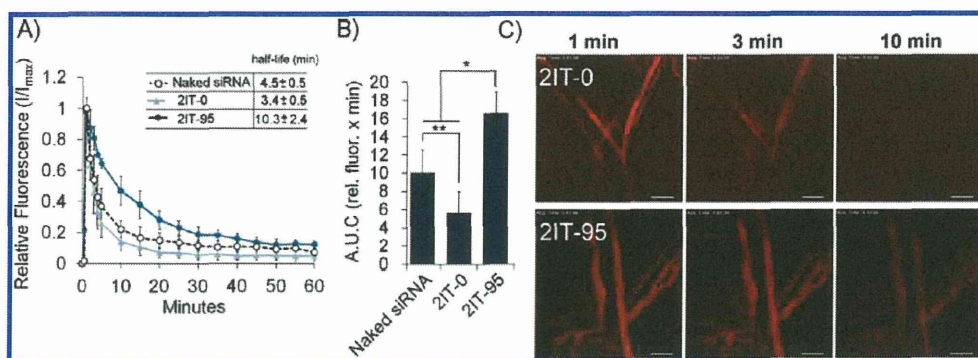 A)
half-life (min)
Naked siRNA 4.5±0.5
2IT-0 3.4±0.5
2IT-95 10.3±2.4
Relative Fluorescence (I/Imax)
1.2
1
0.8
0.6
0.4
0.2
0
0 10 20 30 40 50 60
Minutes
B)
A.U.C (rel. fluor. x min)
20
18
16
14
12
10
8
6
4
2
0
*
**
Naked siRNA
2IT-0
2IT-95
C)
1 min 3 min 10 min
2IT-0
2IT-95